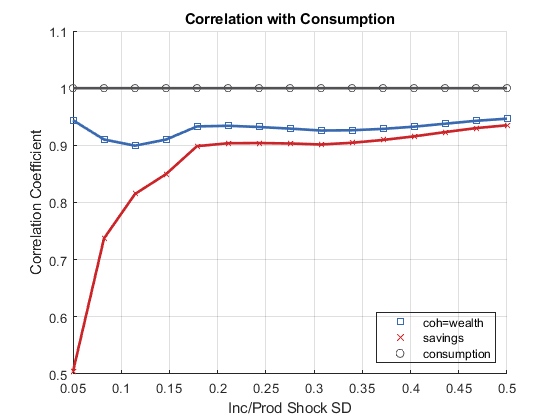 Correlation with Consumption
1.1
1
0.9
0.8
0.7
0.6
0.5
Correlation Coefficient
coh=wealth
savings
consumption
0.05 0.1 0.15 0.2 0.25 0.3 0.35 0.4 0.45 0.5
Inc/Prod Shock SD